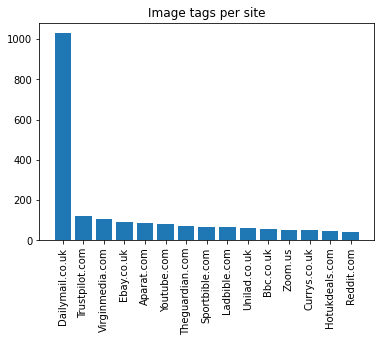 Image tags per site
1000
800
600
400
200
0
Dailymail.co.uk
Trustpilot.com
Virginmedia.com
Ebay.co.uk
Aparat.com
Youtube.com
Theguardian.com
Sportbible.com
Ladbible.com
Unilad.co.uk
Bbc.co.uk
Zoom.us
Currys.co.uk
Hotukdeals.com
Reddit.com